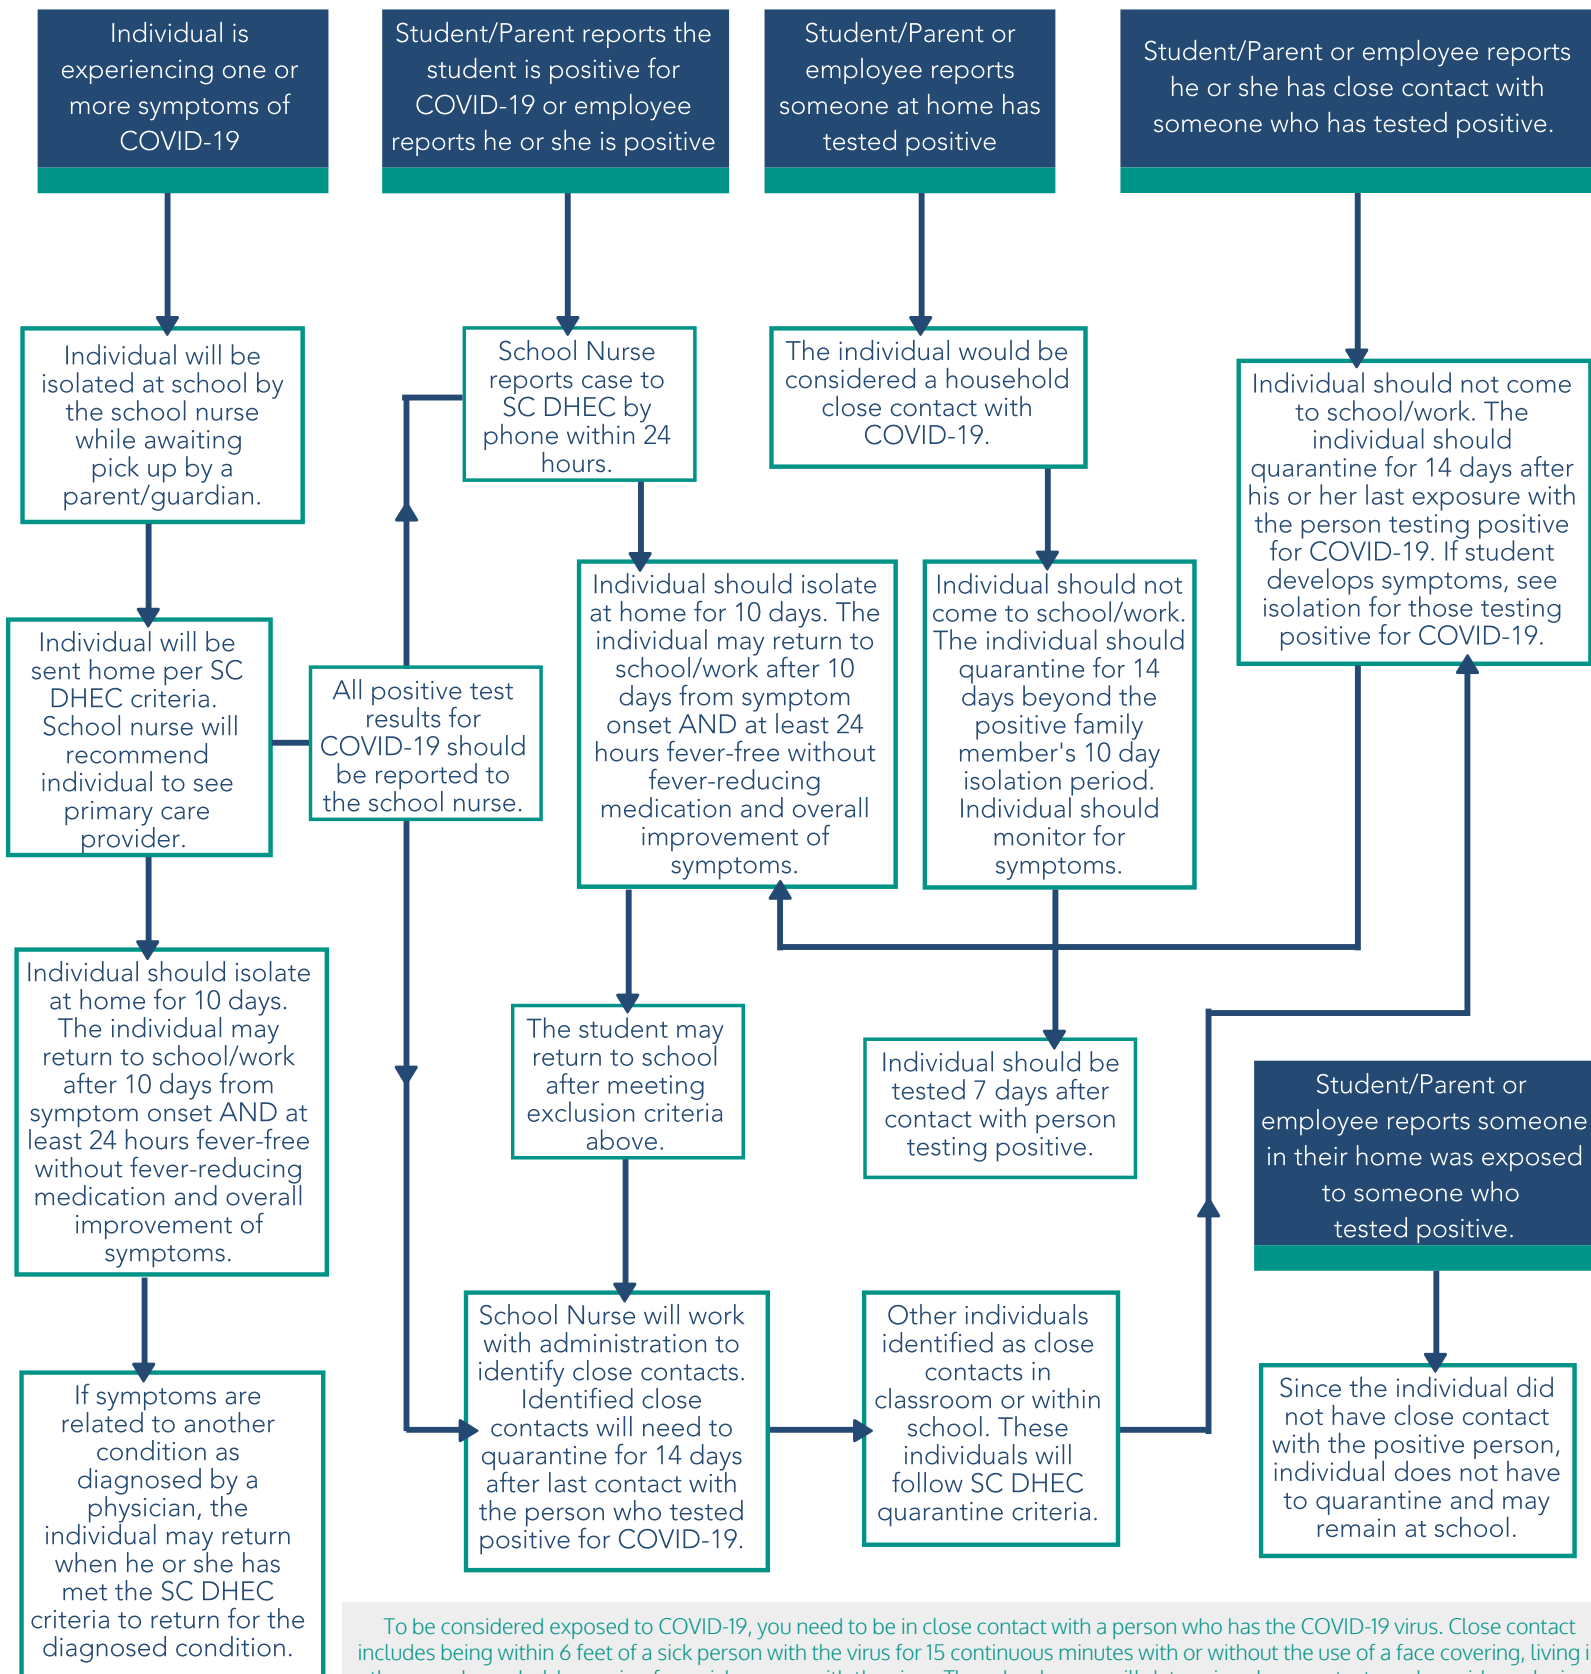 Individual is
experiencing one or
more symptoms of
COVID-19
Student/Parent reports the
student is positive for
COVID-19 or employee
reports he or she is positive
Student/Parent or
employee reports
someone at home has
tested positive
Student/Parent or employee reports
he or she has close contact with
someone who has tested positive.
Individual will be
isolated at school by
the school nurse
while awaiting
pick up by a
parent/guardian.
School Nurse
reports case to
SC DHEC by
phone within 24
hours.
The individual would be
considered a household
close contact with
COVID-19.
Individual should not come
to school/work. The
individual should
quarantine for 14 days after
his or her last exposure with
the person testing positive
for COVID-19. If student
develops symptoms, see
isolation for those testing
positive for COVID-19.
Individual will be
sent home per SC
DHEC criteria.
School nurse will
recommend
individual to see
primary care
provider.
All positive test
results for
COVID-19 should
be reported to
the school nurse.
Individual should isolate
at home for 10 days. The
individual may return to
school/work after 10
days from symptom
onset AND at least 24
hours fever-free without
fever-reducing
medication and overall
improvement of
symptoms.
Individual should not
come to school/work.
The individual should
quarantine for 14
days beyond the
positive family
member's 10 day
isolation period.
Individual should
monitor for
symptoms.
Individual should isolate
at home for 10 days.
The individual may
return to school/work
after 10 days from
symptom onset AND at
least 24 hours fever-free
without fever-reducing
medication and overall
improvement of
symptoms.
The student may
return to school
after meeting
exclusion criteria
above.
Individual should be
tested 7 days after
contact with person
testing positive.
Student/Parent or
employee reports someone
in their home was exposed
to someone who
tested positive.
If symptoms are
related to another
condition as
diagnosed by a
physician, the
individual may return
when he or she has
met the SC DHEC
criteria to return for the
diagnosed condition.
School Nurse will work
with administration to
identify close contacts.
Identified close
contacts will need to
quarantine for 14 days
after last contact with
the person who tested
positive for COVID-19.
Other individuals
identified as close
contacts in
classroom or within
school. These
individuals will
follow SC DHEC
quarantine criteria.
Since the individual did
not have close contact
with the positive person,
individual does not have
to quarantine and may
remain at school.
To be considered exposed to COVID-19, you need to be in close contact with a person who has the COVID-19 virus. Close contact
includes being within 6 feet of a sick person with the virus for 15 continuous minutes with or without the use of a face covering, living